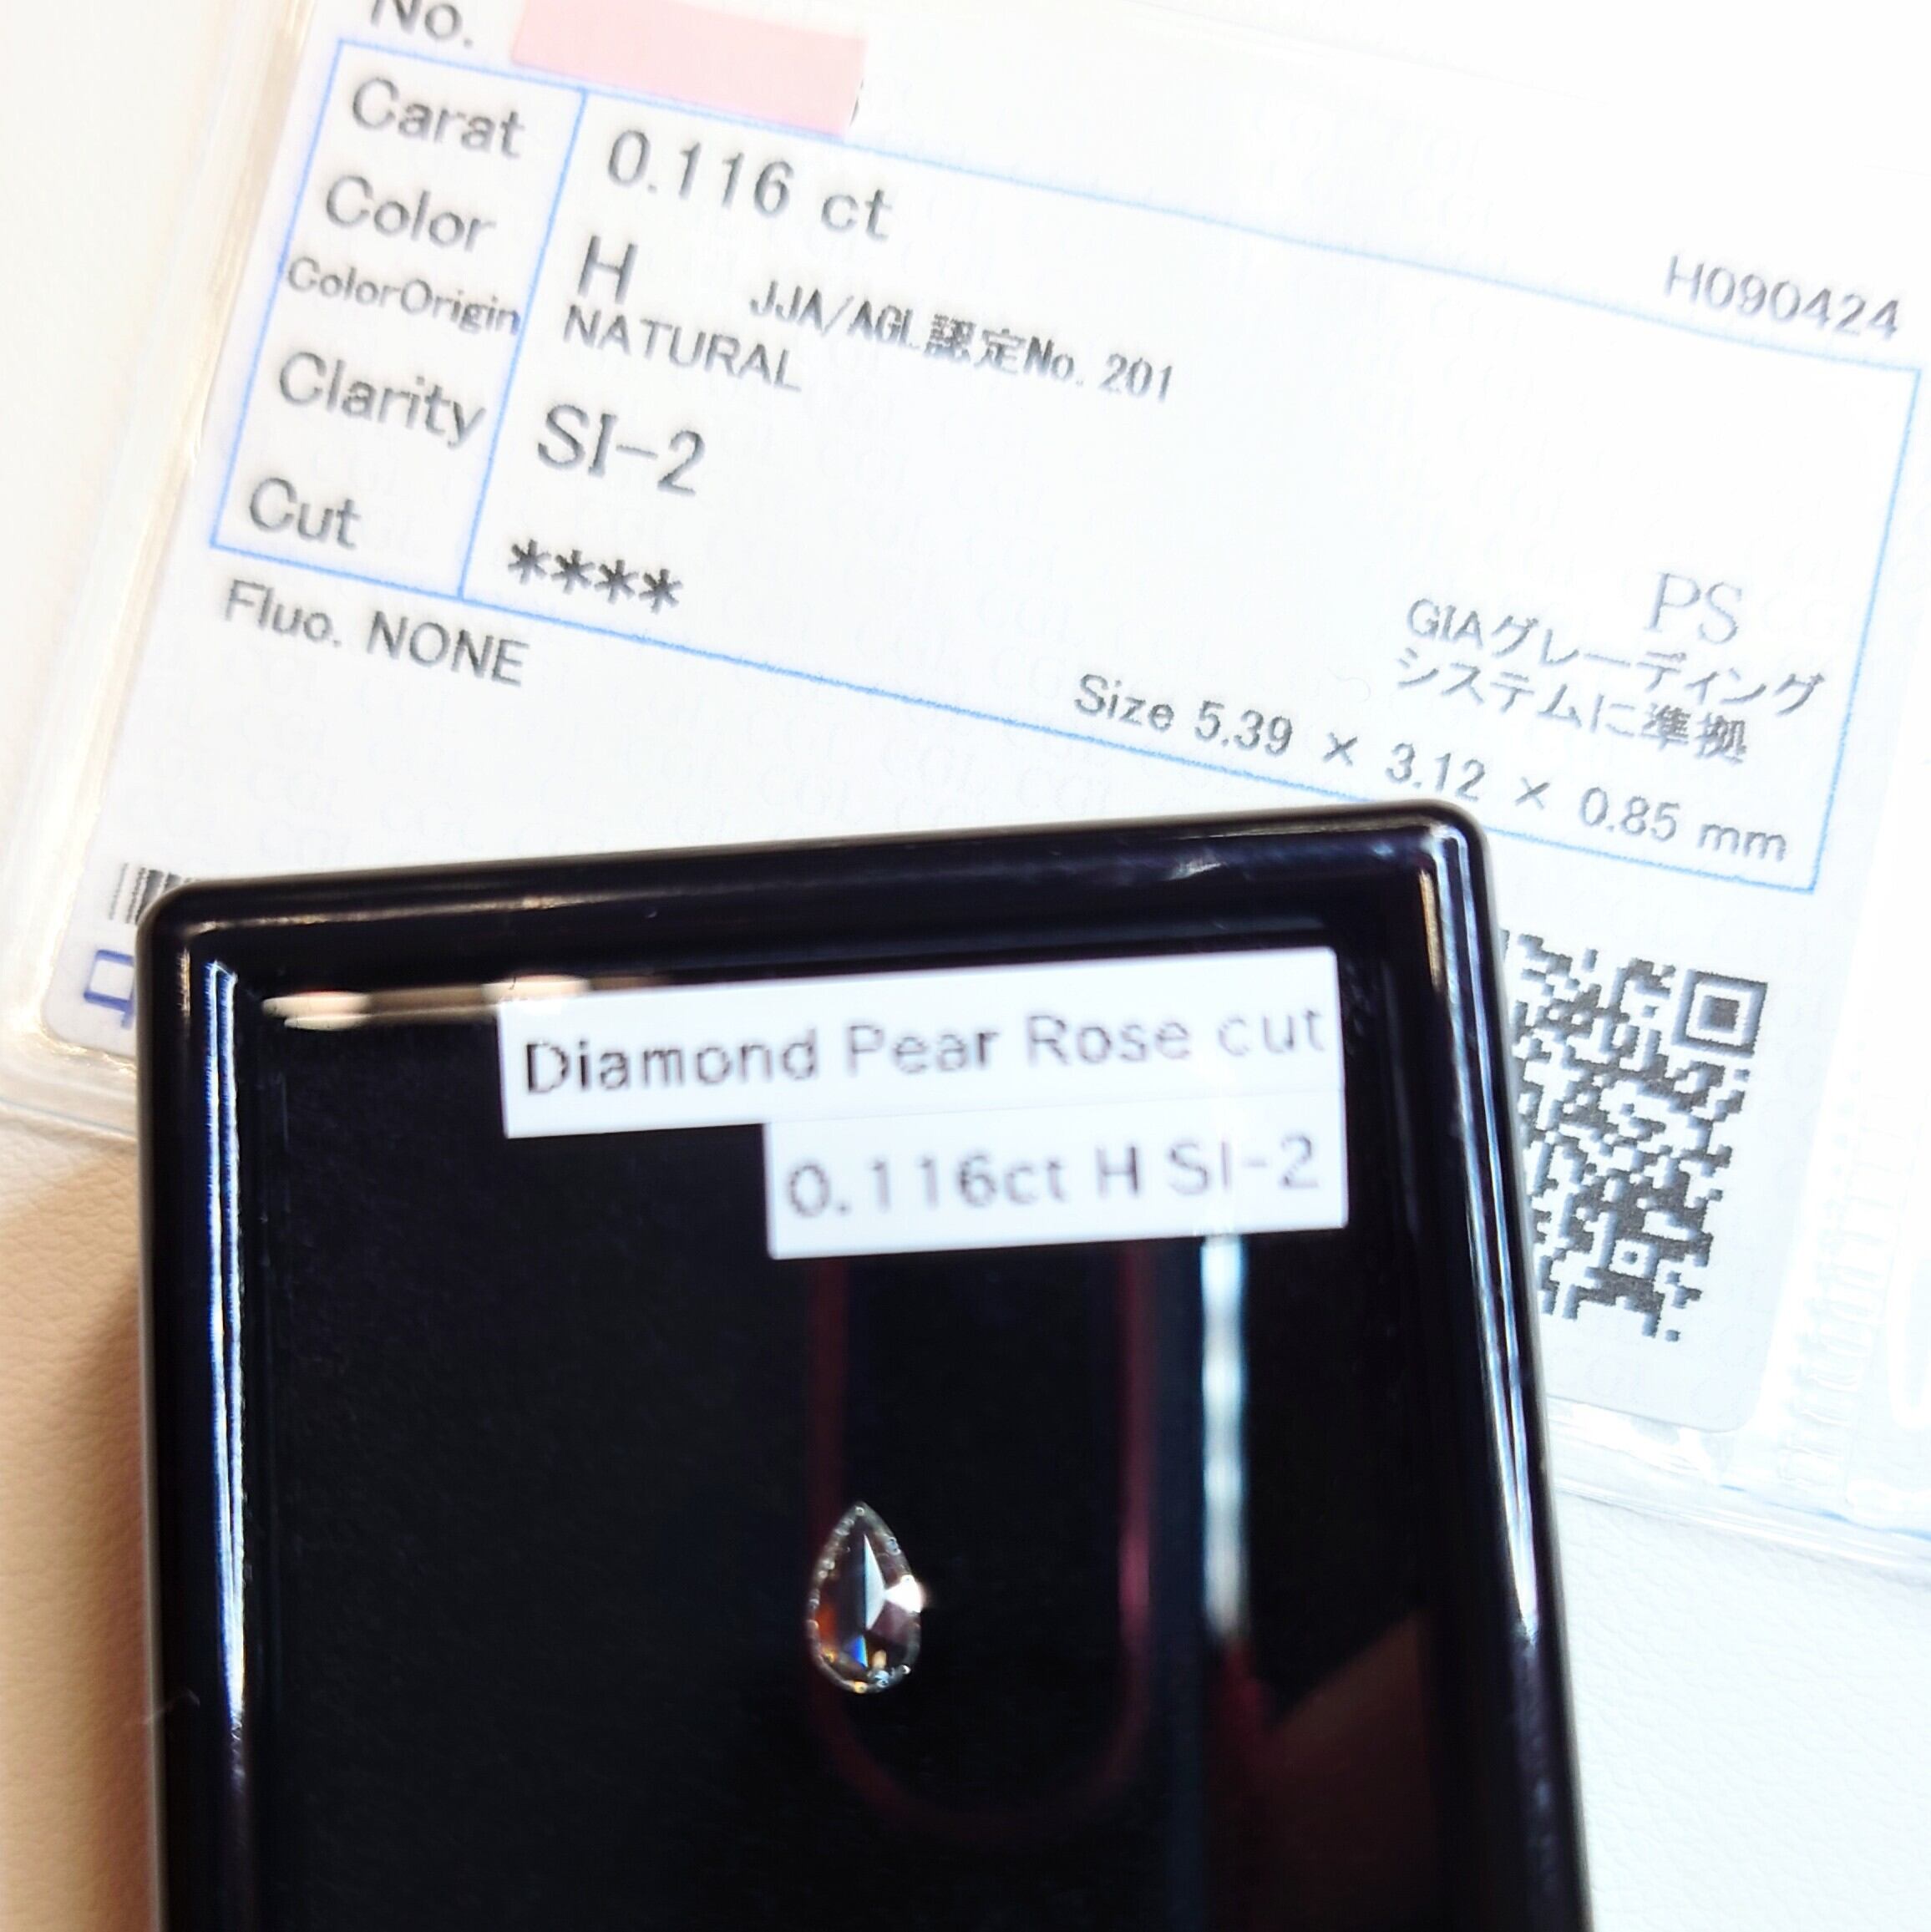 No.
Carat 0.116 ct
H090424
Color H JJA/AGL認定No. 201
ColorOrigin NATURAL
Clarity SI-2
Cut ****
PS
GIAグレーディング
システムに準拠
Fluo. NONE
Size 5.39 × 3.12 × 0.85 mm
Diamond Pear Rose cut
0.116ct H SI-2